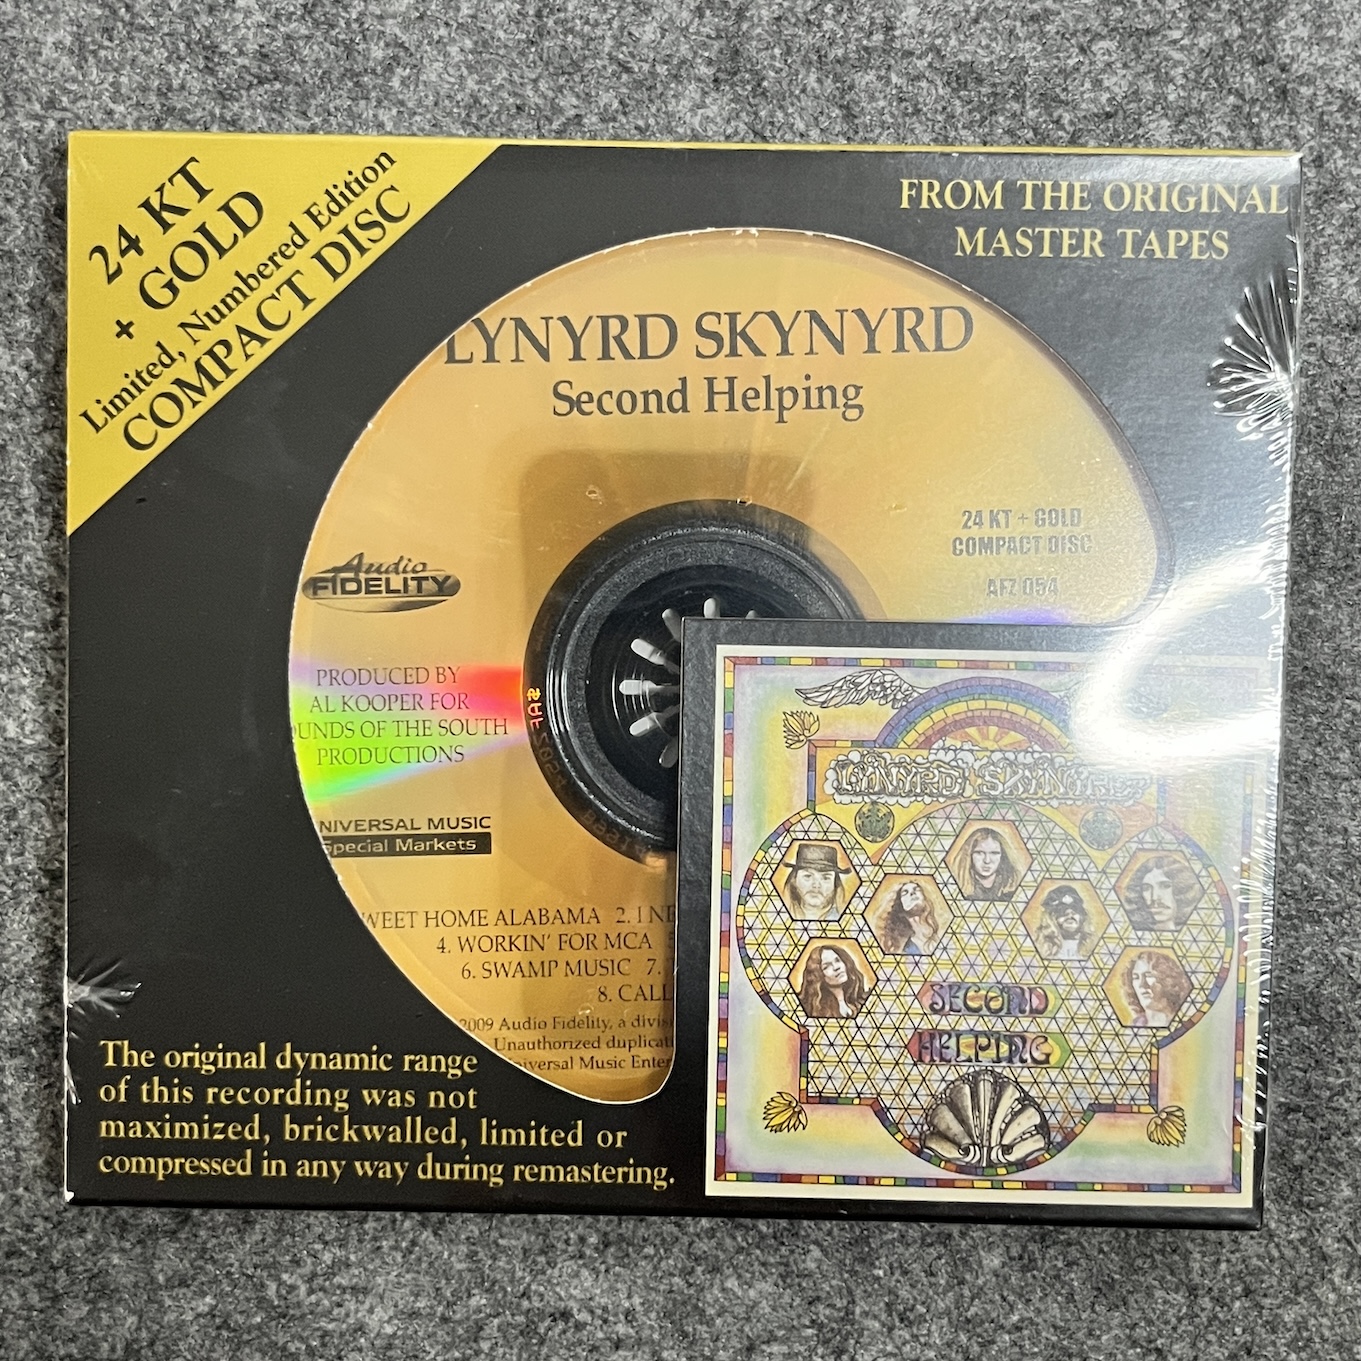 24 KT
+ GOLD
Limited, Numbered Edition
COMPACT DISC
FROM THE ORIGINAL
MASTER TAPES
LYNYRD SKYNYRD
Second Helping
24 KT + GOLD
COMPACT DISC
AFZ 054
Audio
FIDELITY
PRODUCED BY
AL KOOPER FOR
UNDS OF THE SOUTH
PRODUCTIONS
NIVERSAL MUSIC
Special Markets
WEET HOME ALABAMA 2. I NE
4. WORKIN' FOR MCA
6. SWAMP MUSIC 7.
8. CALL
2009 Audio Fidelity, a divisi
Unauthorized duplicat
iversal Music Enter
The original dynamic range
of this recording was not
maximized, brickwalled, limited or
compressed in any way during remastering.
LYNYRD SKYNYRD
SECOND
HELPING